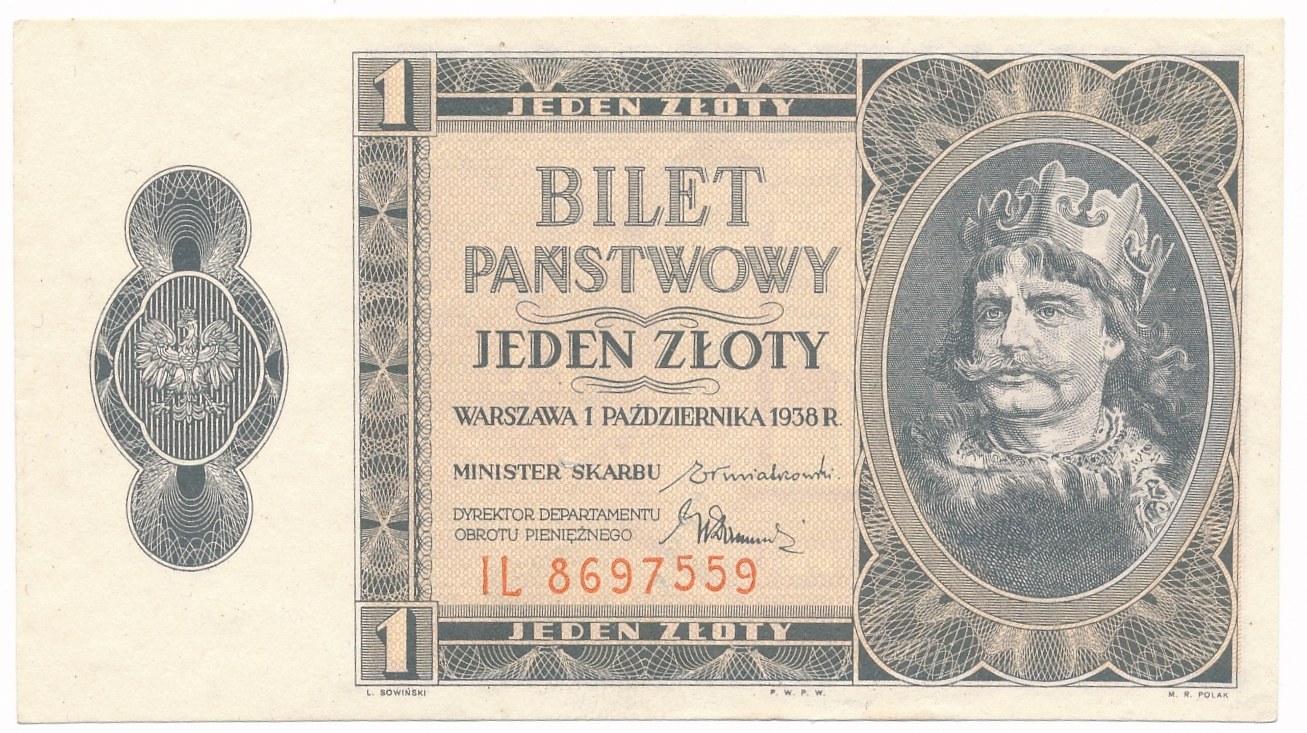 1
JEDEN ZŁOTY
BILET
PAŃSTWOWY
JEDEN ZŁOTY
WARSZAWA 1 PAŹDZIERNIKA 1938 R.
MINISTER SKARBU
DYREKTOR DEPARTAMENTU
OBROTU PIENIĘŻNEGO
IL 8697559
1
JEDEN ZŁOTY
L. SOWIŃSKI
P. W. P. W.
M. R. POLAK